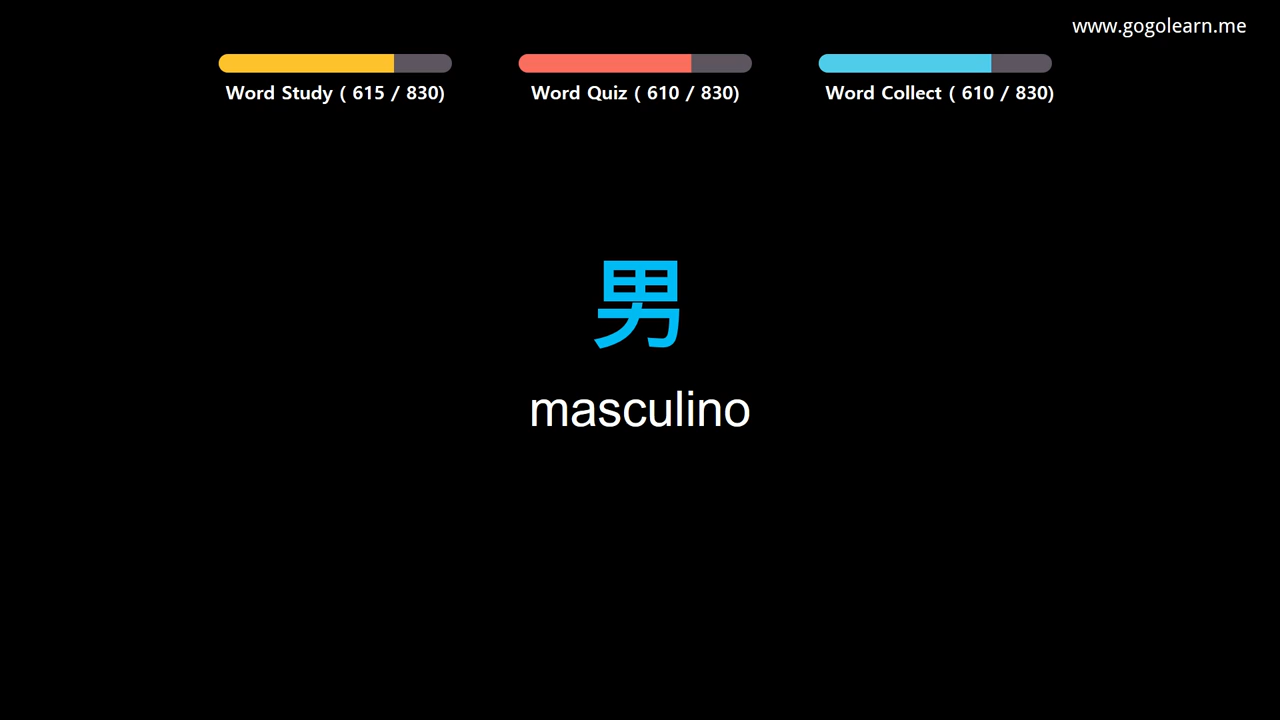 www.gogolearn.me
Word Study ( 615 / 830)
Word Quiz ( 610 / 830)
Word Collect ( 610 / 830)
男
masculino